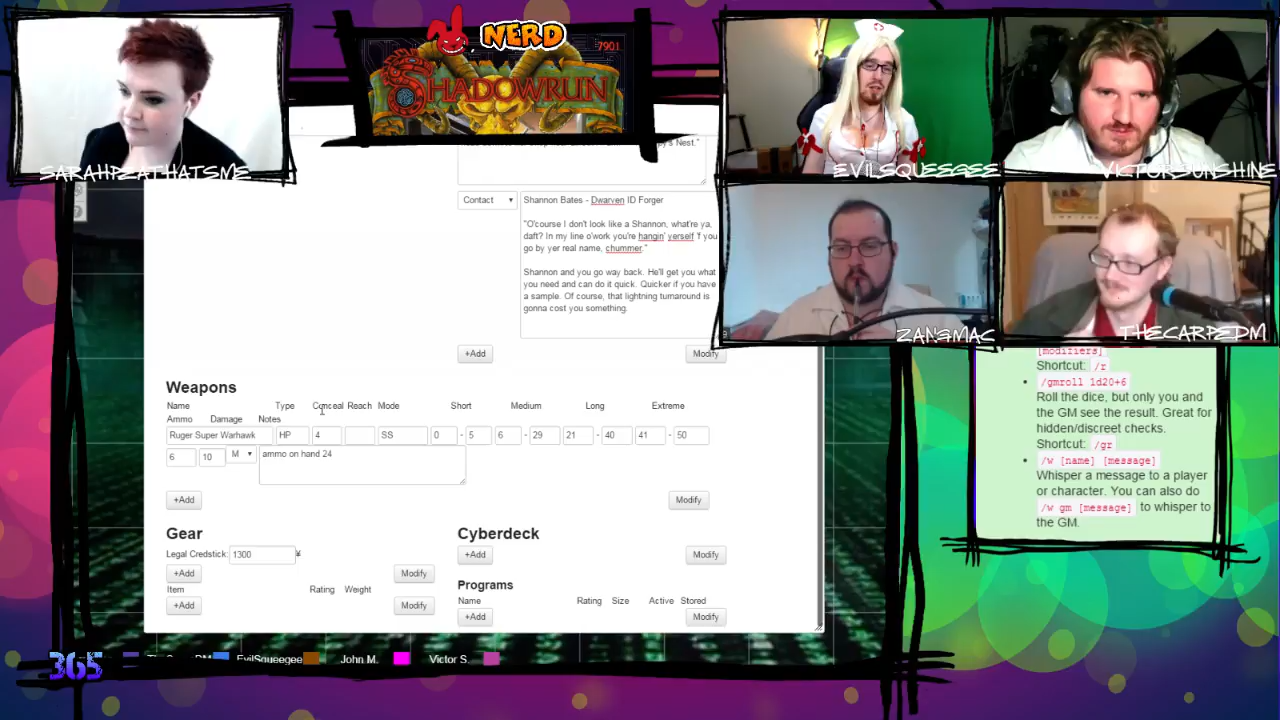 NERD
7901
SHADOWRUN
SARAHPEATHATSME
EVILSQUEEGEE
VICTORSUNSHINE
ZANGMAC
THECARPEDM
py's Nest."
Contact
Shannon Bates - Dwarven ID Forger
"O'course I don't look like a Shannon, what're ya,
daft? In my line o'work you're hangin' yerself 'f you
go by yer real name, chummer."
Shannon and you go way back. He'll get you what
you need and can do it quick. Quicker if you have
a sample. Of course, that lightning turnaround is
gonna cost you something.
+Add
Modify
Weapons
Name Type Conceal Reach Mode Short Medium Long Extreme
Ammo Damage Notes
Ruger Super Warhawk HP 4 SS 0 - 5 6 - 29 21 - 40 41 - 50
6 10 M ammo on hand 24
+Add
Modify
Gear
Legal Credstick: 1300 ¥
+Add
Modify
Item Rating Weight
+Add
Modify
Cyberdeck
+Add
Modify
Programs
Name Rating Size Active Stored
+Add
Modify
[modifiers]
Shortcut: /r
/gmroll 1d20+6
Roll the dice, but only you and
the GM see the result. Great for
hidden/discreet checks.
Shortcut: /gr
/w [name] [message]
Whisper a message to a player
or character. You can also do
/w gm [message] to whisper to
the GM.
365
TheCarpeDM EvilSqueegee John M. Victor S.